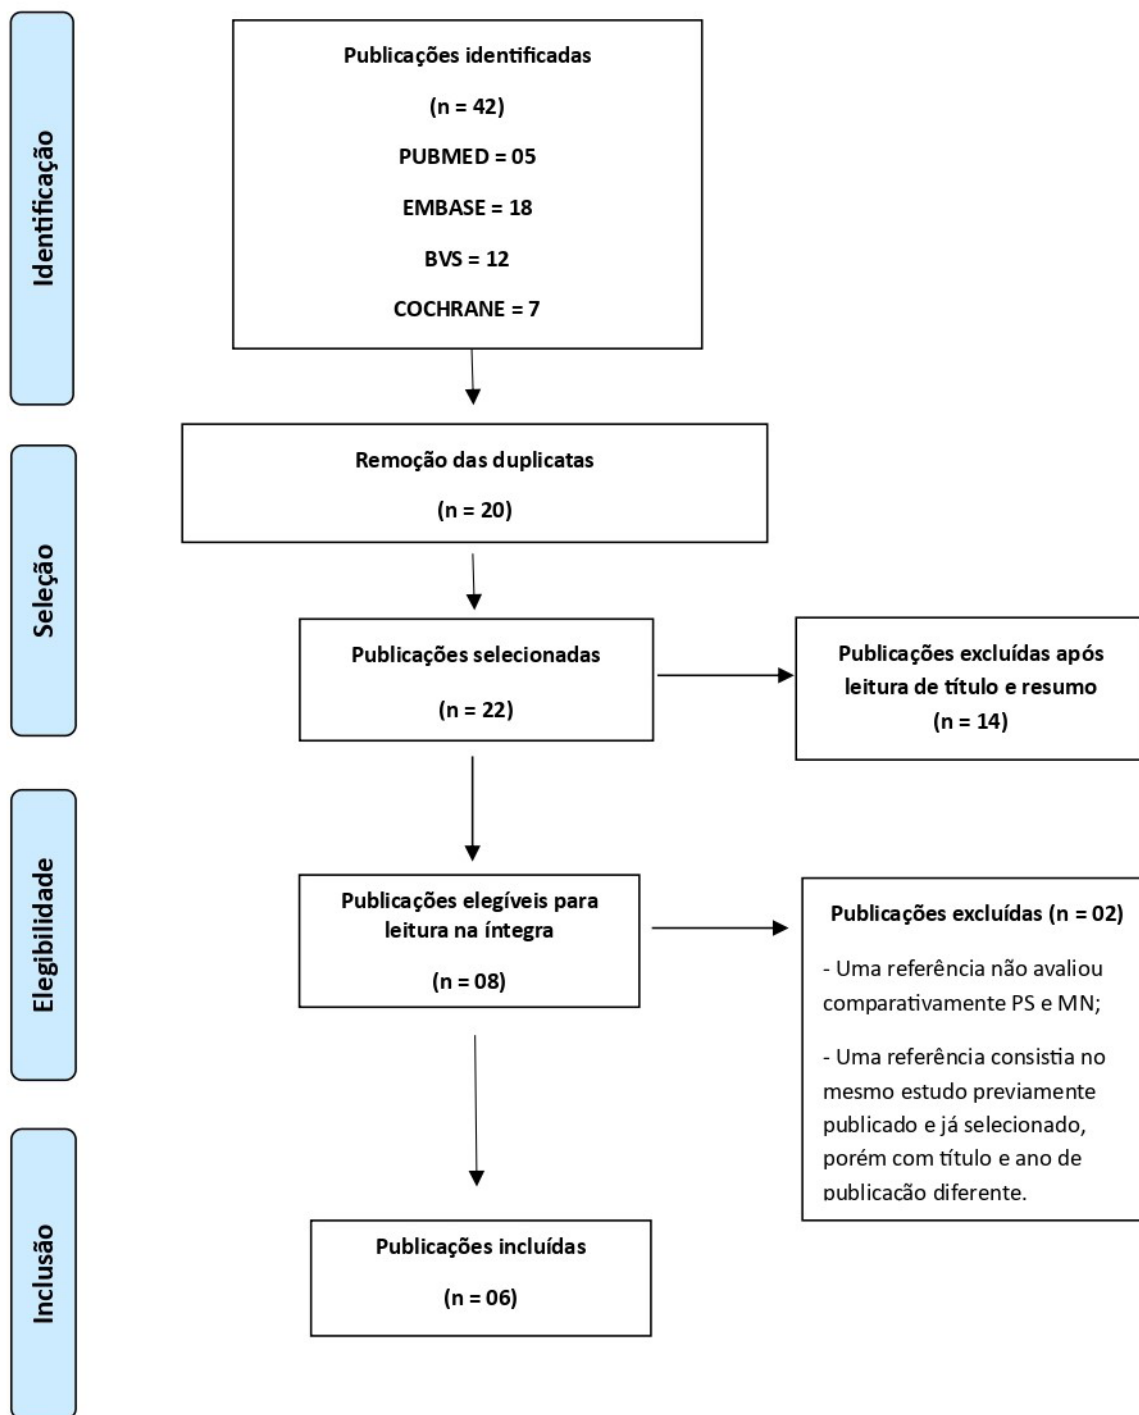 Identificação
Publicações identificadas
(n = 42)
PUBMED = 05
EMBASE = 18
BVS = 12
COCHRANE = 7
Seleção
Remoção das duplicatas
(n = 20)
Publicações selecionadas
(n = 22)
Publicações excluídas após
leitura de título e resumo
(n = 14)
Elegibilidade
Publicações elegíveis para
leitura na íntegra
(n = 08)
Publicações excluídas (n = 02)
- Uma referência não avaliou
comparativamente PS e MN;
- Uma referência consistia no
mesmo estudo previamente
publicado e já selecionado,
porém com título e ano de
publicação diferente.
Inclusão
Publicações incluídas
(n = 06)